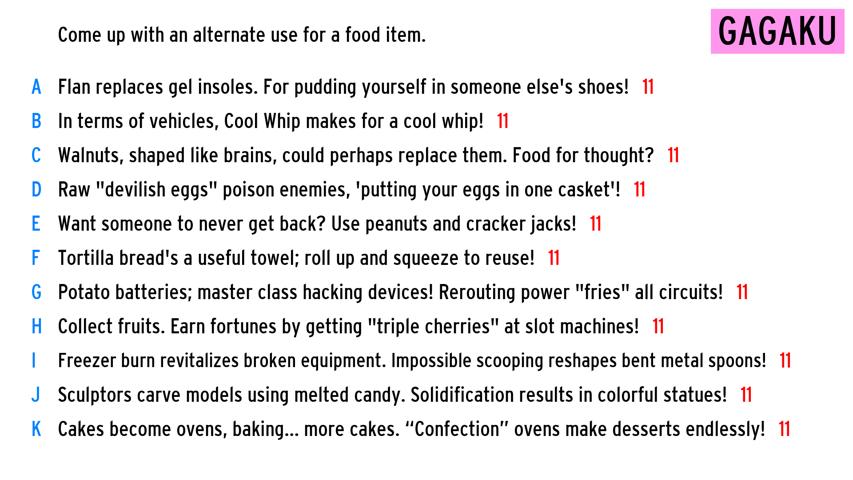 Come up with an alternate use for a food item.
GAGAKU
A Flan replaces gel insoles. For pudding yourself in someone else's shoes! 11
B In terms of vehicles, Cool Whip makes for a cool whip! 11
C Walnuts, shaped like brains, could perhaps replace them. Food for thought? 11
D Raw "devilish eggs" poison enemies, 'putting your eggs in one casket'! 11
E Want someone to never get back? Use peanuts and cracker jacks! 11
F Tortilla bread's a useful towel; roll up and squeeze to reuse! 11
G Potato batteries; master class hacking devices! Rerouting power "fries" all circuits! 11
H Collect fruits. Earn fortunes by getting "triple cherries" at slot machines! 11
I Freezer burn revitalizes broken equipment. Impossible scooping reshapes bent metal spoons! 11
J Sculptors carve models using melted candy. Solidification results in colorful statues! 11
K Cakes become ovens, baking... more cakes. “Confection” ovens make desserts endlessly! 11